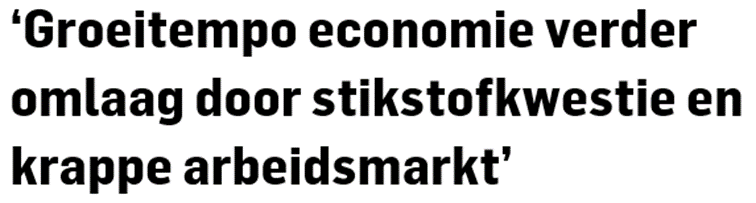 ‘Groeitempo economie verder
omlaag door stikstofkwestie en
krappe arbeidsmarkt’